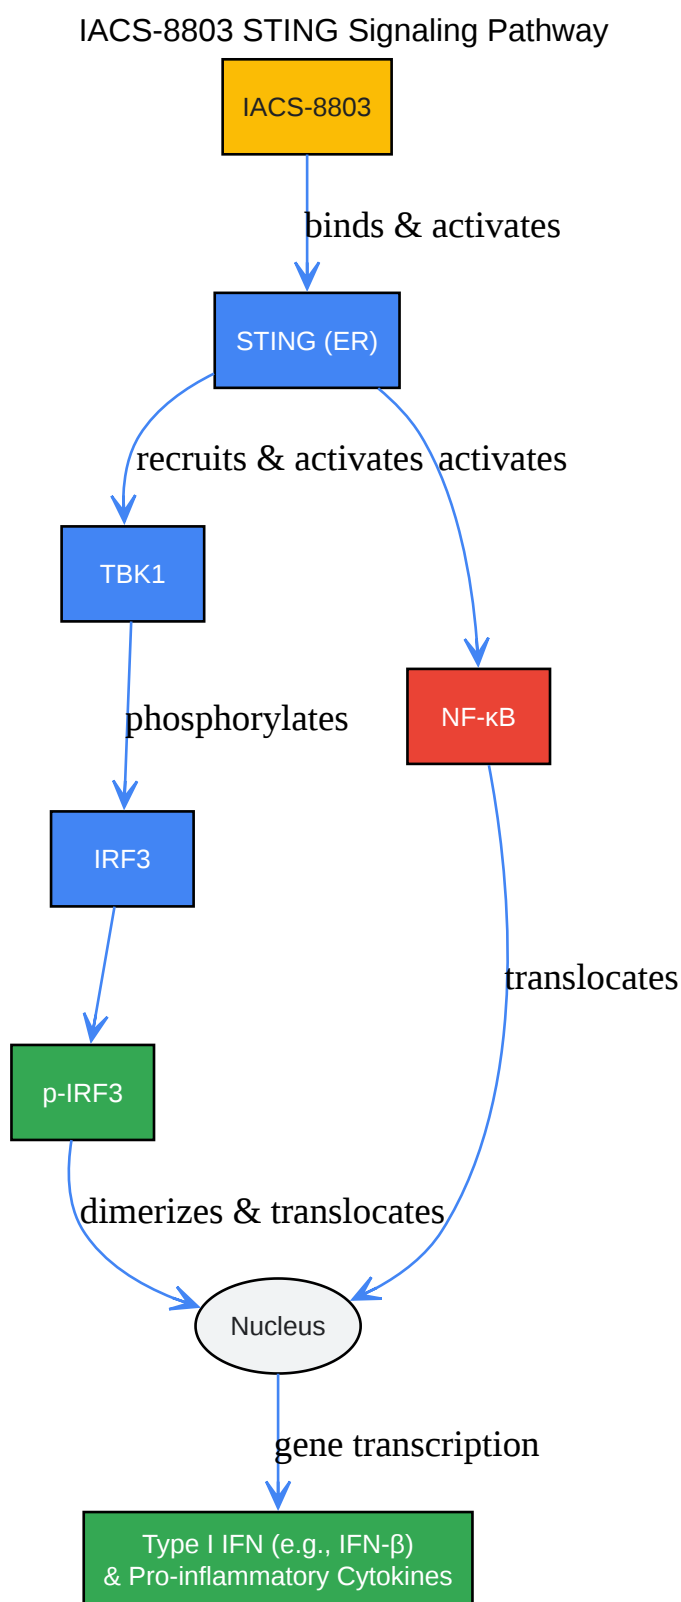 IACS-8803 STING Signaling Pathway
IACS-8803
binds & activates
STING (ER)
recruits & activates
activates
TBK1
phosphorylates
NF-κB
IRF3
translocates
p-IRF3
dimerizes & translocates
Nucleus
gene transcription
Type I IFN (e.g., IFN-β)
& Pro-inflammatory Cytokines